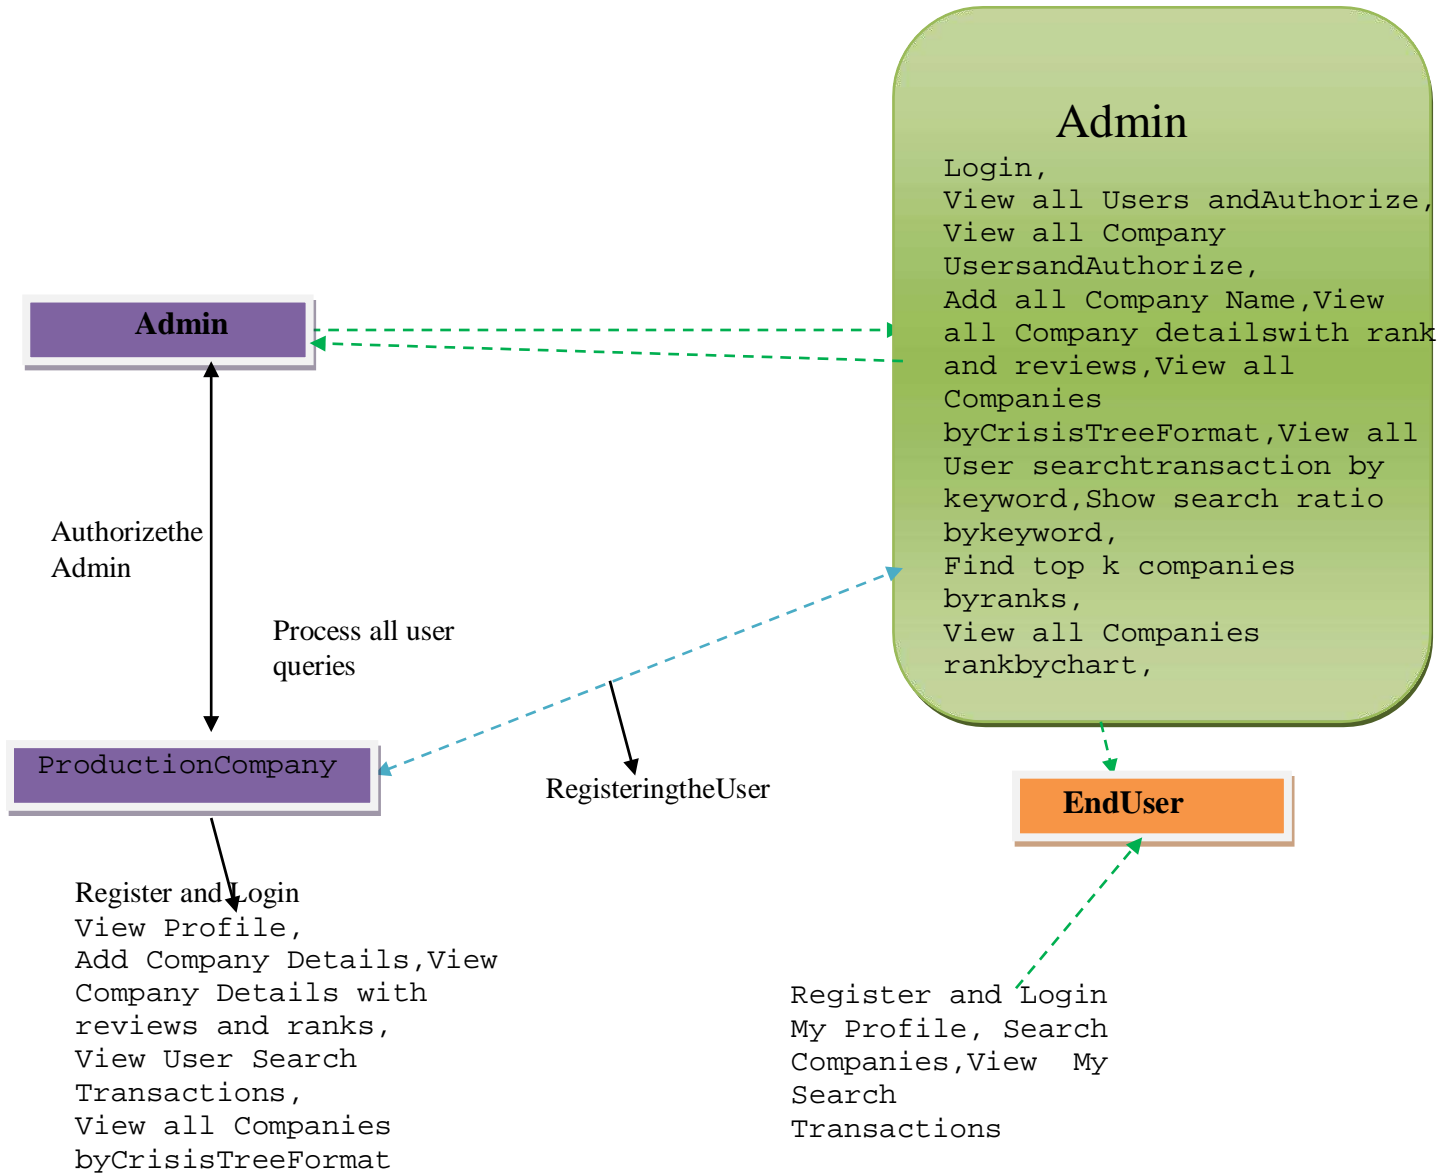 Admin
Login,
View all Users andAuthorize,
View all Company
UsersandAuthorize,
Add all Company Name,View
all Company detailswith rank
and reviews,View all
Companies
byCrisisTreeFormat,View all
User searchtransaction by
keyword,Show search ratio
bykeyword,
Find top k companies
byranks,
View all Companies
rankbychart,
Admin
Authorizethe
Admin
Process all user
queries
ProductionCompany
RegisteringtheUser
EndUser
Register and Login
View Profile,
Add Company Details,View
Company Details with
reviews and ranks,
View User Search
Transactions,
View all Companies
byCrisisTreeFormat
Register and Login
My Profile, Search
Companies,View My
Search
Transactions